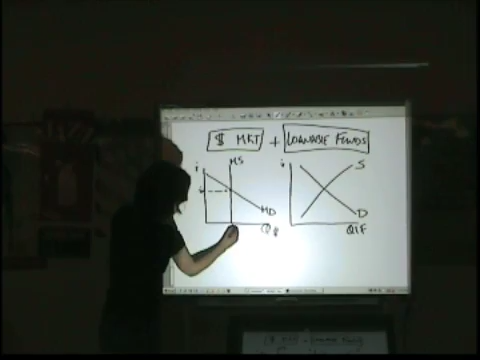 $ MKT + LOANABLE FUNDS
i MS
MD
Q$
i S
D
QLF